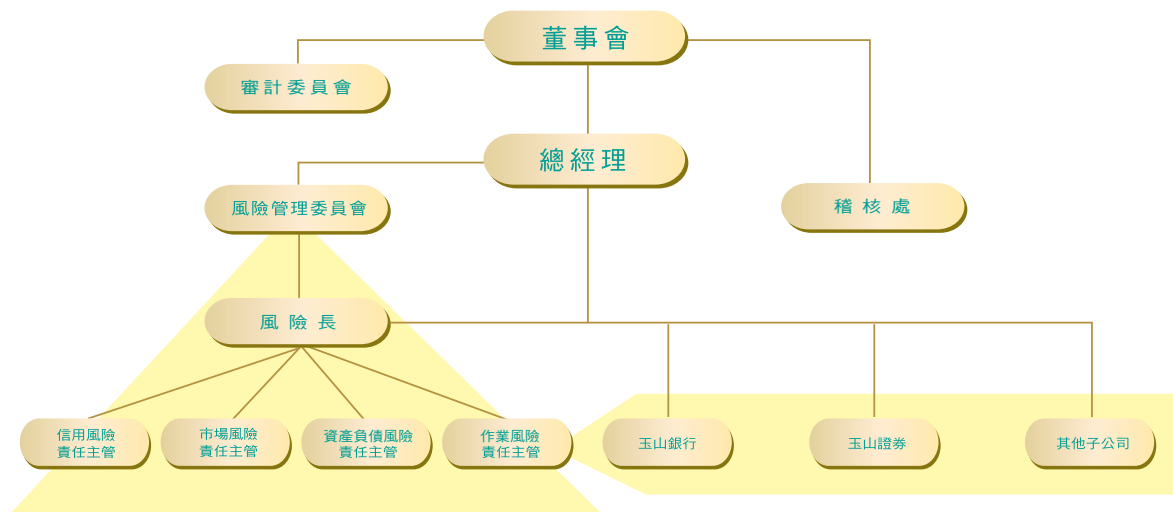 董事會
審計委員會
總經理
風險管理委員會
稽核處
風險長
信用風險
責任主管
市場風險
責任主管
資產負債風險
責任主管
作業風險
責任主管
玉山銀行
玉山證券
其他子公司